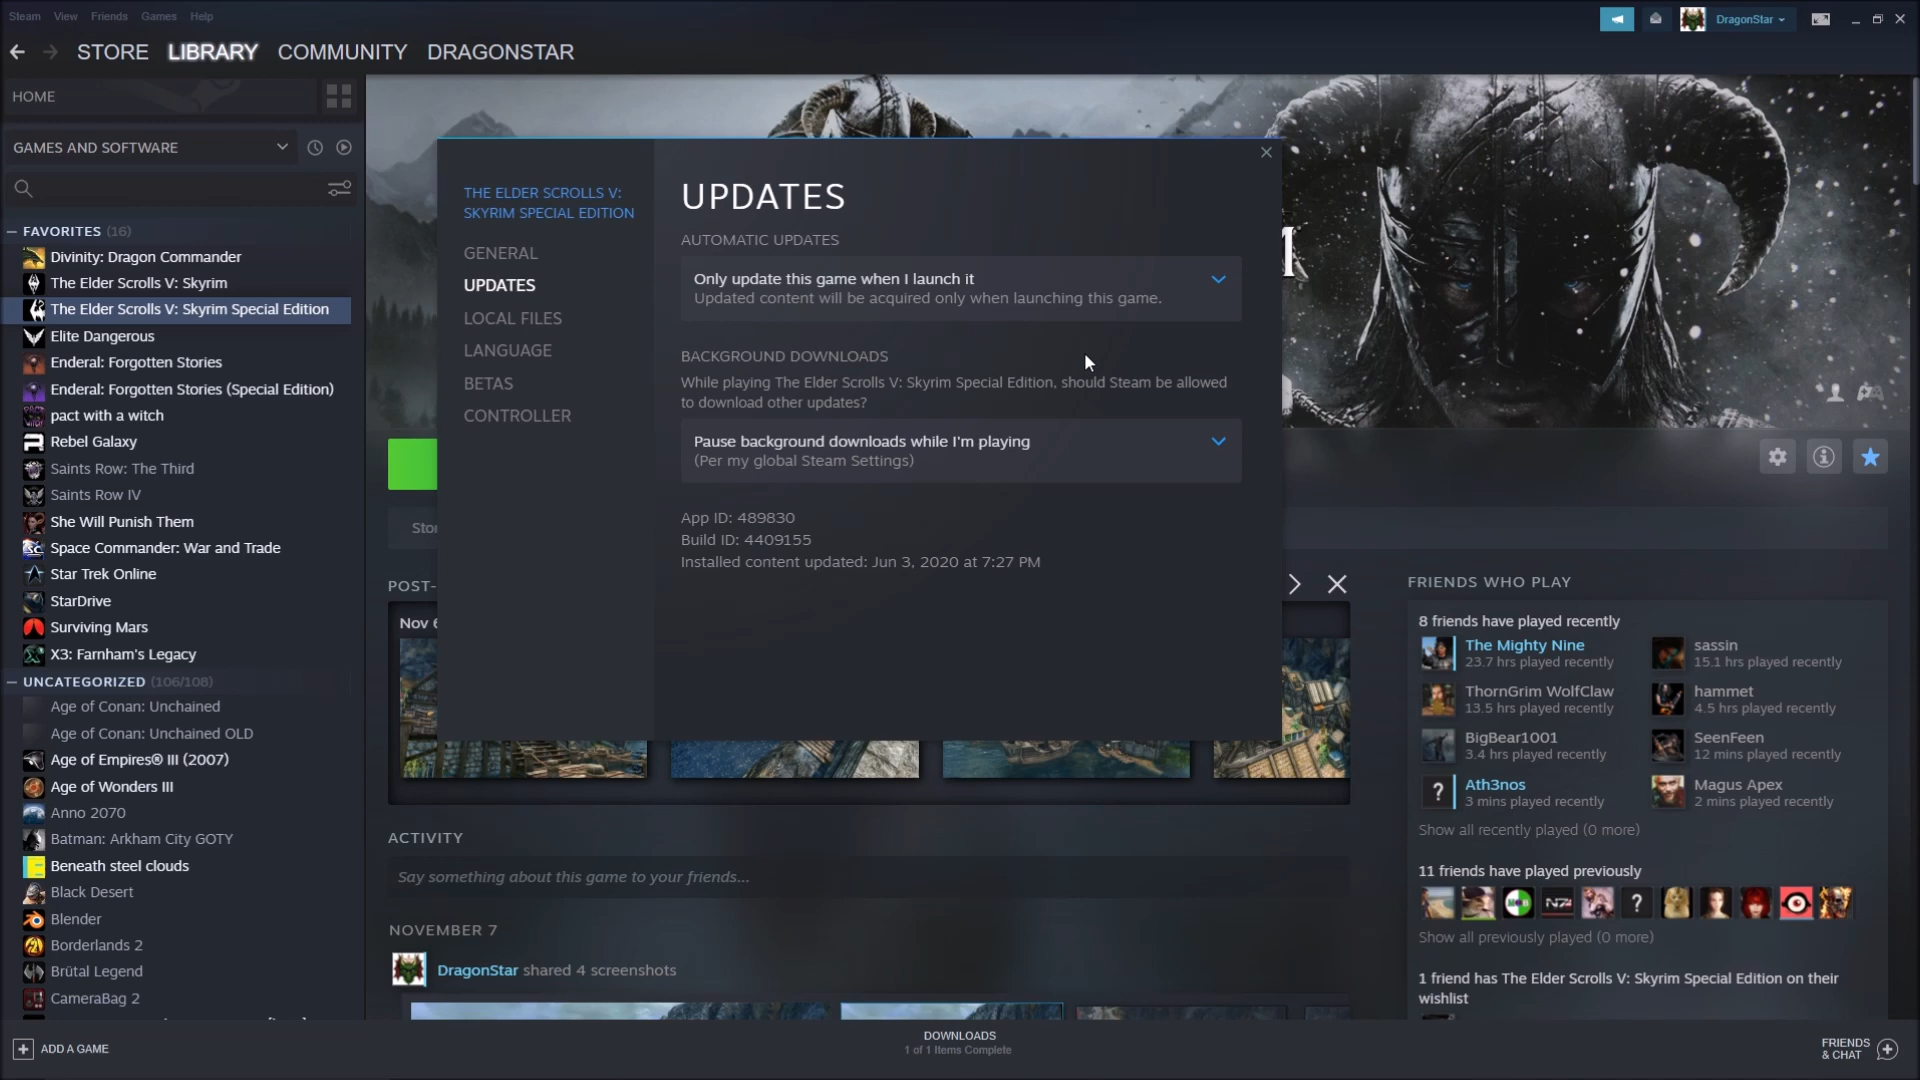 Steam View Friends Games Help
DragonStar
STORE LIBRARY COMMUNITY DRAGONSTAR
HOME
GAMES AND SOFTWARE
FAVORITES (16)
Divinity: Dragon Commander
The Elder Scrolls V: Skyrim
The Elder Scrolls V: Skyrim Special Edition
Elite Dangerous
Enderal: Forgotten Stories
Enderal: Forgotten Stories (Special Edition)
pact with a witch
Rebel Galaxy
Saints Row: The Third
Saints Row IV
She Will Punish Them
Space Commander: War and Trade
Star Trek Online
StarDrive
Surviving Mars
X3: Farnham's Legacy
UNCATEGORIZED (106/108)
Age of Conan: Unchained
Age of Conan: Unchained OLD
Age of Empires® III (2007)
Age of Wonders III
Anno 2070
Batman: Arkham City GOTY
Beneath steel clouds
Black Desert
Blender
Borderlands 2
Brütal Legend
CameraBag 2
ADD A GAME
THE ELDER SCROLLS V:
SKYRIM SPECIAL EDITION
GENERAL
UPDATES
LOCAL FILES
LANGUAGE
BETAS
CONTROLLER
UPDATES
AUTOMATIC UPDATES
Only update this game when I launch it
Updated content will be acquired only when launching this game.
BACKGROUND DOWNLOADS
While playing The Elder Scrolls V: Skyrim Special Edition, should Steam be allowed
to download other updates?
Pause background downloads while I'm playing
(Per my global Steam Settings)
App ID: 489830
Build ID: 4409155
Installed content updated: Jun 3, 2020 at 7:27 PM
M
Stor
POST-
Nov 6
ACTIVITY
Say something about this game to your friends...
NOVEMBER 7
DragonStar shared 4 screenshots
FRIENDS WHO PLAY
8 friends have played recently
The Mighty Nine
23.7 hrs played recently
sassin
15.1 hrs played recently
ThornGrim WolfClaw
13.5 hrs played recently
hammet
4.5 hrs played recently
BigBear1001
3.4 hrs played recently
SeenFeen
12 mins played recently
?
Ath3nos
3 mins played recently
Magus Apex
2 mins played recently
Show all recently played (0 more)
11 friends have played previously
N7 ?
Show all previously played (0 more)
1 friend has The Elder Scrolls V: Skyrim Special Edition on their
wishlist
DOWNLOADS
1 of 1 Items Complete
FRIENDS
& CHAT